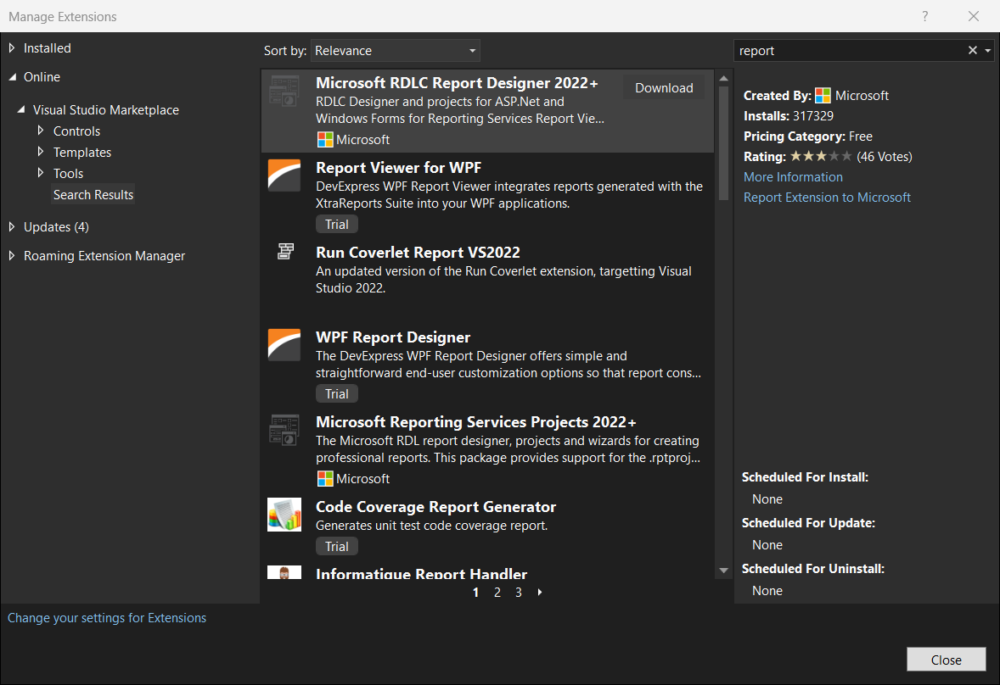 Manage Extensions
?
Installed
Online
Visual Studio Marketplace
Controls
Templates
Tools
Search Results
Updates (4)
Roaming Extension Manager
Sort by: Relevance
Microsoft RDLC Report Designer 2022+
Download
RDLC Designer and projects for ASP.Net and
Windows Forms for Reporting Services Report Vie...
Microsoft
Report Viewer for WPF
DevExpress WPF Report Viewer integrates reports generated with the
XtraReports Suite into your WPF applications.
Trial
Run Coverlet Report VS2022
An updated version of the Run Coverlet extension, targetting Visual
Studio 2022.
WPF Report Designer
The DevExpress WPF Report Designer offers simple and
straightforward end-user customization options so that report cons...
Trial
Microsoft Reporting Services Projects 2022+
The Microsoft RDL report designer, projects and wizards for creating
professional reports. This package provides support for the .rptproj...
Microsoft
Code Coverage Report Generator
Generates unit test code coverage report.
Trial
Informatique Report Handler
1 2 3
report
Created By: Microsoft
Installs: 317329
Pricing Category: Free
Rating: (46 Votes)
More Information
Report Extension to Microsoft
Scheduled For Install:
None
Scheduled For Update:
None
Scheduled For Uninstall:
None
Change your settings for Extensions
Close